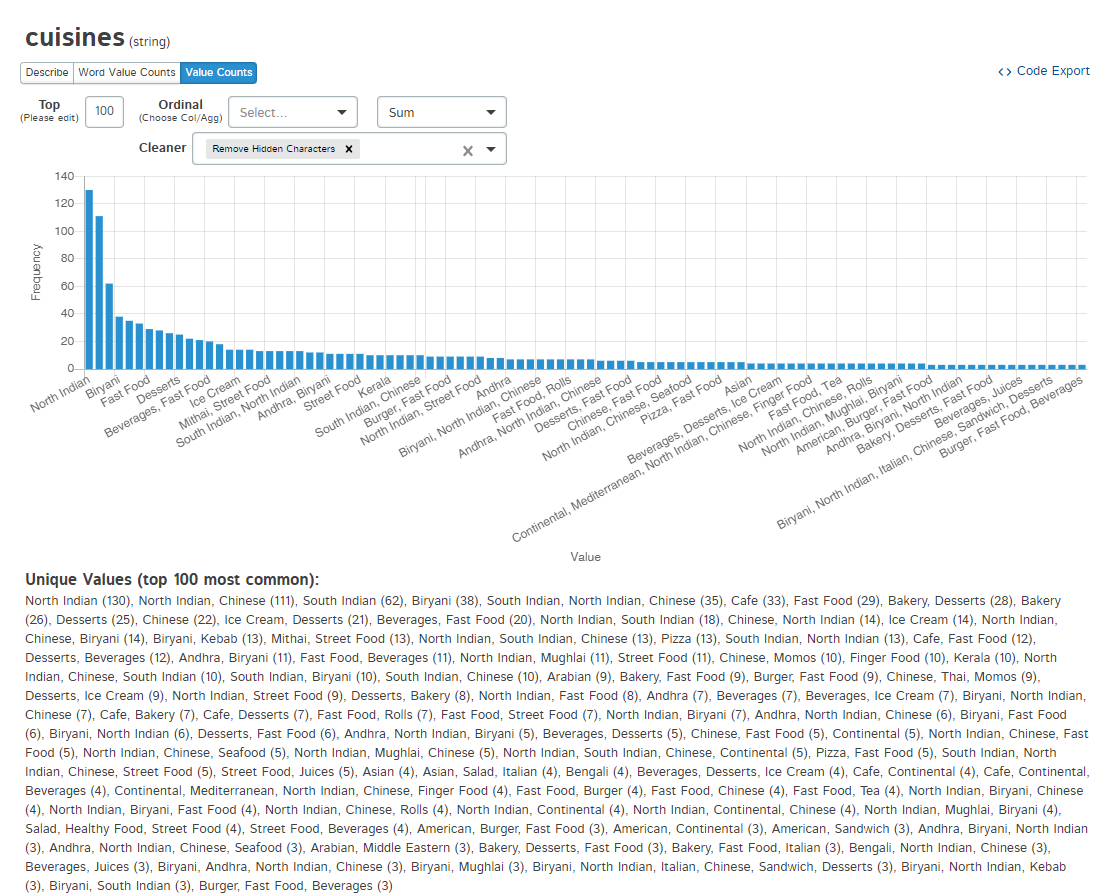 cuisines (string)
Describe
Word Value Counts
Value Counts
<> Code Export
Top
(Please edit)
100
Ordinal
(Choose Col/Agg)
Select...
Sum
Cleaner
Remove Hidden Characters ×
140
120
100
80
60
40
20
0
Frequency
North Indian
Biryani
Fast Food
Desserts
Beverages, Fast Food
Ice Cream
Mithai, Street Food
South Indian, North Indian
Andhra, Biryani
Street Food
Kerala
South Indian, Chinese
Burger, Fast Food
North Indian, Street Food
Andhra
Biryani, North Indian, Chinese
Fast Food, Rolls
Andhra, North Indian, Chinese
Desserts, Fast Food
Chinese, Fast Food
North Indian, Chinese, Seafood
Pizza, Fast Food
Asian
Beverages, Desserts, Ice Cream
Continental, Mediterranean, North Indian, Chinese, Finger Food
Fast Food, Tea
North Indian, Chinese, Rolls
North Indian, Mughlai, Biryani
American, Burger, Fast Food
Andhra, Biryani, North Indian
Bakery, Desserts, Fast Food
Beverages, Juices
Biryani, North Indian, Italian, Chinese, Sandwich, Desserts
Burger, Fast Food, Beverages
Value
Unique Values (top 100 most common):
North Indian (130), North Indian, Chinese (111), South Indian (62), Biryani (38), South Indian, North Indian, Chinese (35), Cafe (33), Fast Food (29), Bakery, Desserts (28), Bakery
(26), Desserts (25), Chinese (22), Ice Cream, Desserts (21), Beverages, Fast Food (20), North Indian, South Indian (18), Chinese, North Indian (14), Ice Cream (14), North Indian,
Chinese, Biryani (14), Biryani, Kebab (13), Mithai, Street Food (13), North Indian, South Indian, Chinese (13), Pizza (13), South Indian, North Indian (13), Cafe, Fast Food (12),
Desserts, Beverages (12), Andhra, Biryani (11), Fast Food, Beverages (11), North Indian, Mughlai (11), Street Food (11), Chinese, Momos (10), Finger Food (10), Kerala (10), North
Indian, Chinese, South Indian (10), South Indian, Biryani (10), South Indian, Chinese (10), Arabian (9), Bakery, Fast Food (9), Burger, Fast Food (9), Chinese, Thai, Momos (9),
Desserts, Ice Cream (9), North Indian, Street Food (9), Desserts, Bakery (8), North Indian, Fast Food (8), Andhra (7), Beverages (7), Beverages, Ice Cream (7), Biryani, North Indian,
Chinese (7), Cafe, Bakery (7), Cafe, Desserts (7), Fast Food, Rolls (7), Fast Food, Street Food (7), North Indian, Biryani (7), Andhra, North Indian, Chinese (6), Biryani, Fast Food
(6), Biryani, North Indian (6), Desserts, Fast Food (6), Andhra, North Indian, Biryani (5), Beverages, Desserts (5), Chinese, Fast Food (5), Continental (5), North Indian, Chinese, Fast
Food (5), North Indian, Chinese, Seafood (5), North Indian, Mughlai, Chinese (5), North Indian, South Indian, Chinese, Continental (5), Pizza, Fast Food (5), South Indian, North
Indian, Chinese, Street Food (5), Street Food, Juices (5), Asian (4), Asian, Salad, Italian (4), Bengali (4), Beverages, Desserts, Ice Cream (4), Cafe, Continental (4), Cafe, Continental,
Beverages (4), Continental, Mediterranean, North Indian, Chinese, Finger Food (4), Fast Food, Burger (4), Fast Food, Chinese (4), Fast Food, Tea (4), North Indian, Biryani, Chinese
(4), North Indian, Biryani, Fast Food (4), North Indian, Chinese, Rolls (4), North Indian, Continental (4), North Indian, Continental, Chinese (4), North Indian, Mughlai, Biryani (4),
Salad, Healthy Food, Street Food (4), Street Food, Beverages (4), American, Burger, Fast Food (3), American, Continental (3), American, Sandwich (3), Andhra, Biryani, North Indian
(3), Andhra, North Indian, Chinese, Seafood (3), Arabian, Middle Eastern (3), Bakery, Desserts, Fast Food (3), Bakery, Fast Food, Italian (3), Bengali, North Indian, Chinese (3),
Beverages, Juices (3), Biryani, Andhra, North Indian, Chinese (3), Biryani, Mughlai (3), Biryani, North Indian, Italian, Chinese, Sandwich, Desserts (3), Biryani, North Indian, Kebab
(3), Biryani, South Indian (3), Burger, Fast Food, Beverages (3)